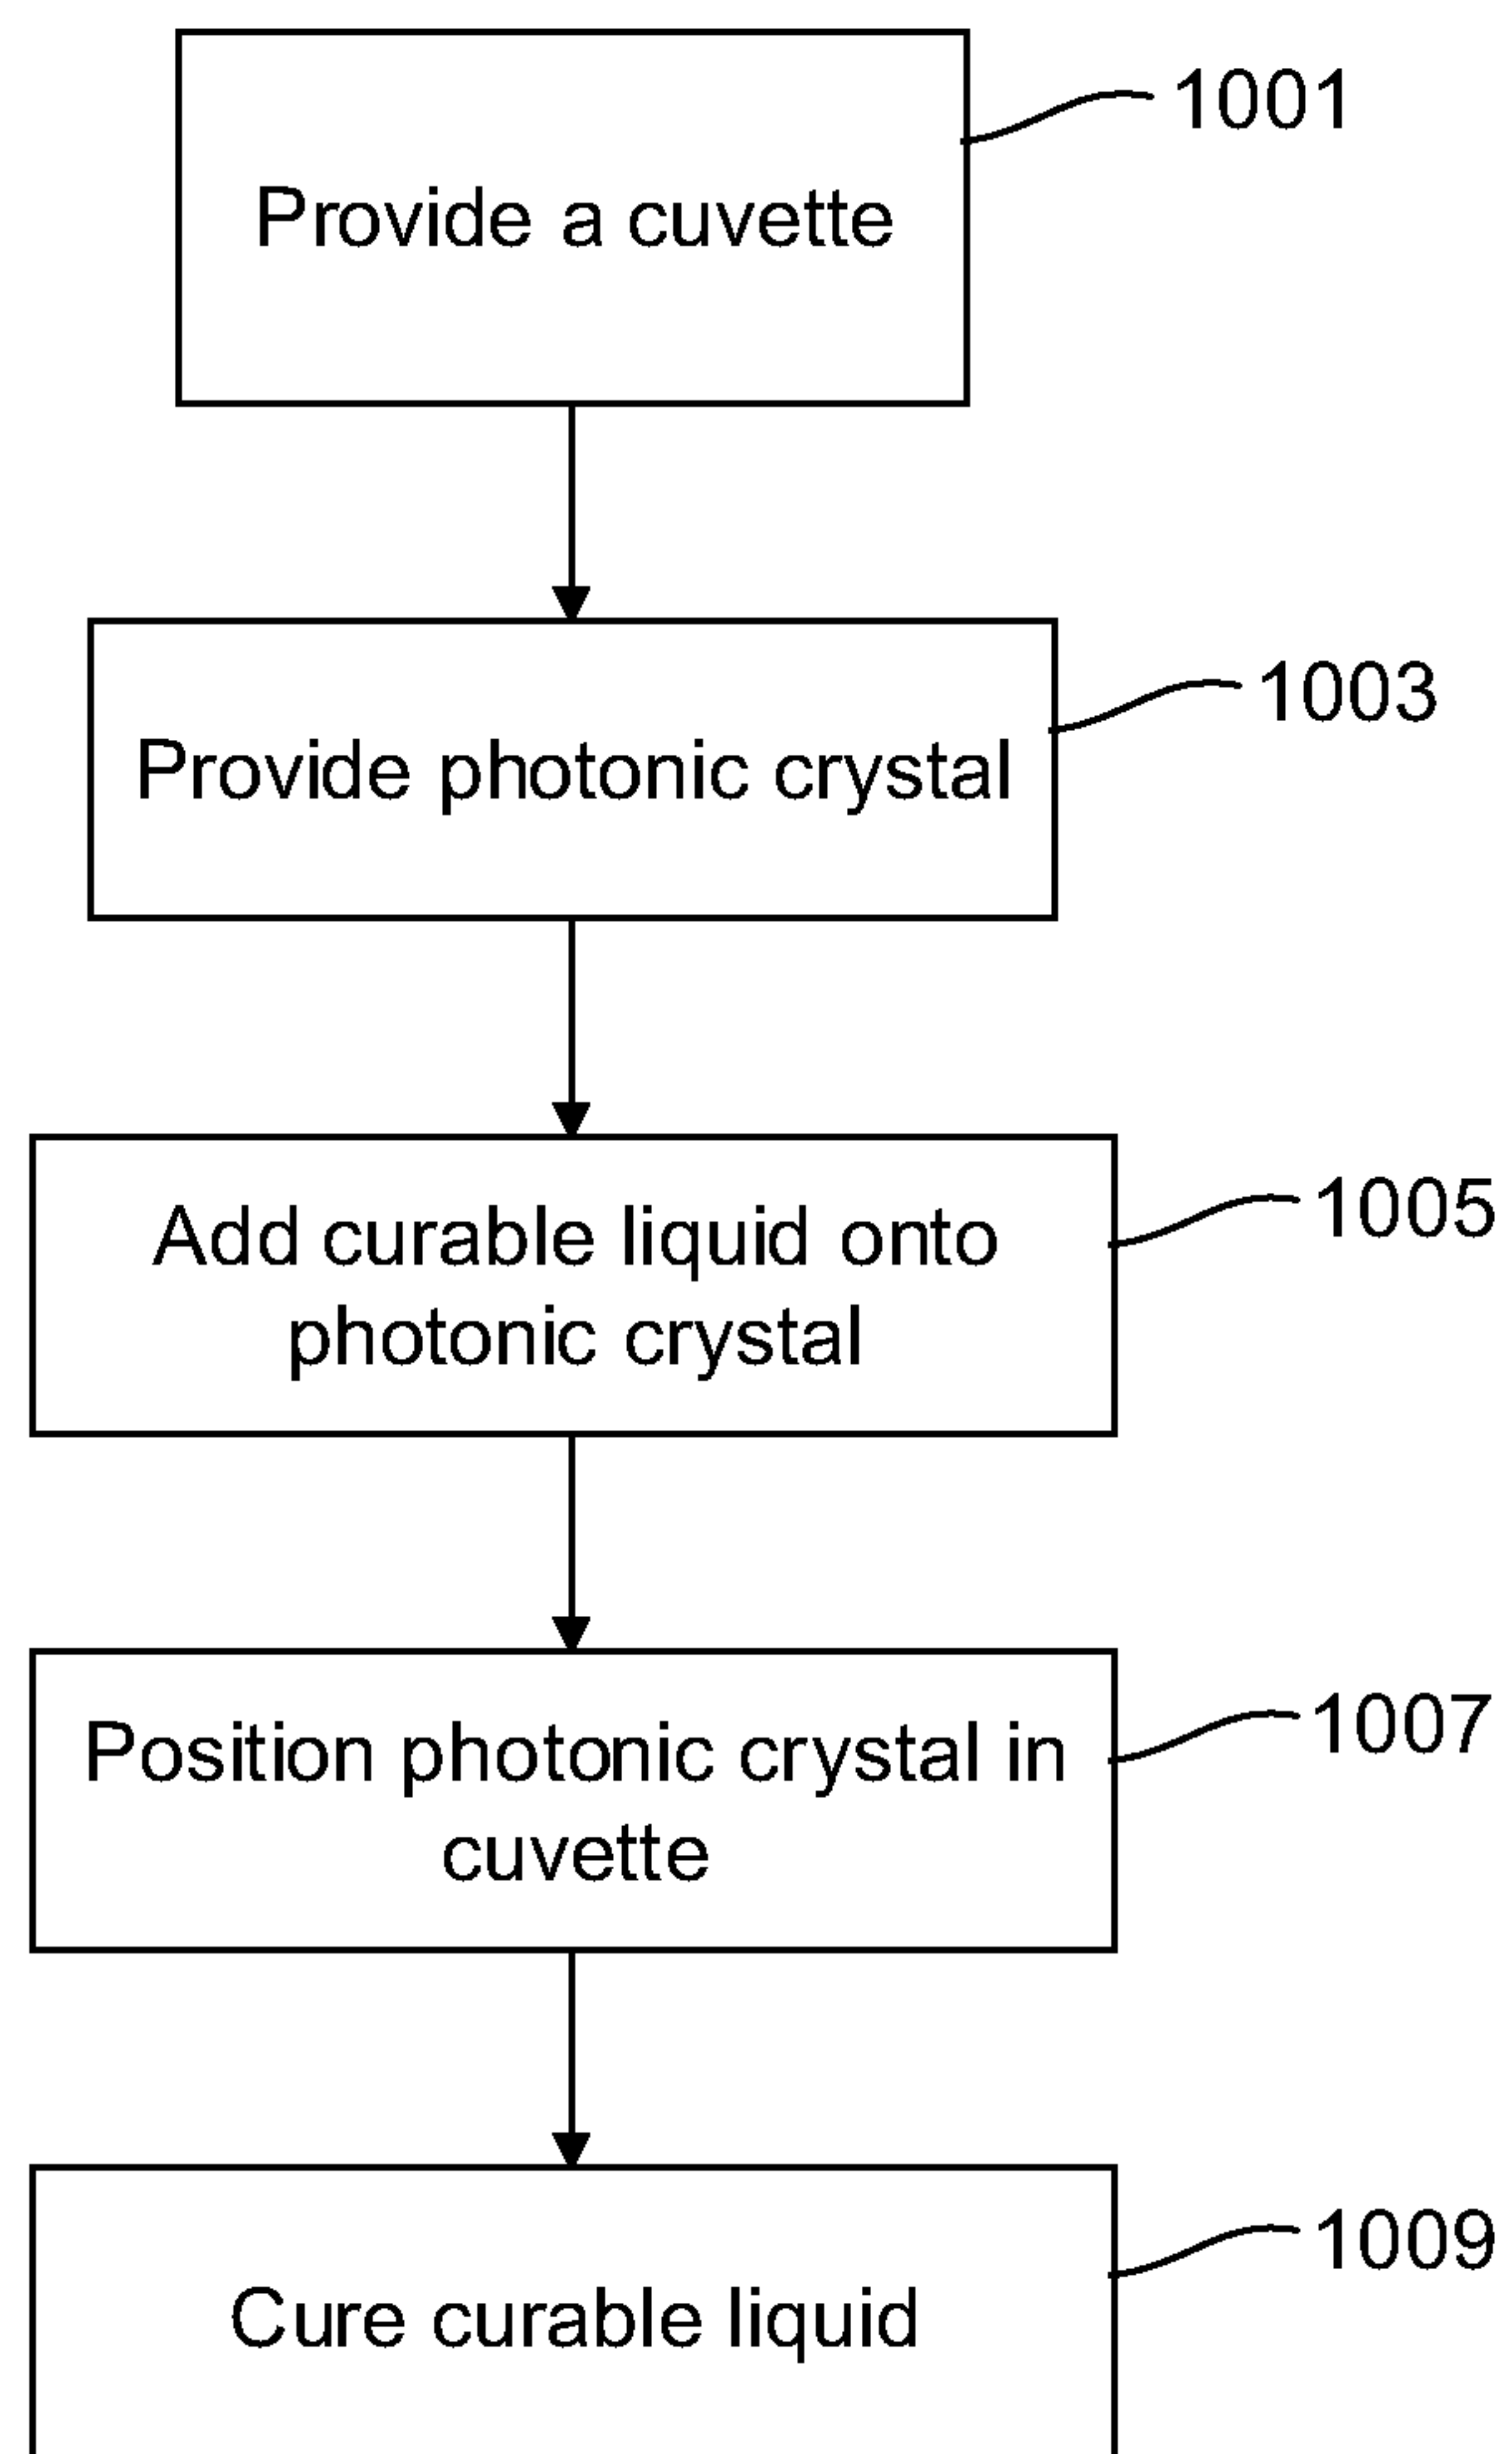 Provide a cuvette
1001
Provide photonic crystal
1003
Add curable liquid onto
photonic crystal
1005
Position photonic crystal in
cuvette
1007
Cure curable liquid
1009